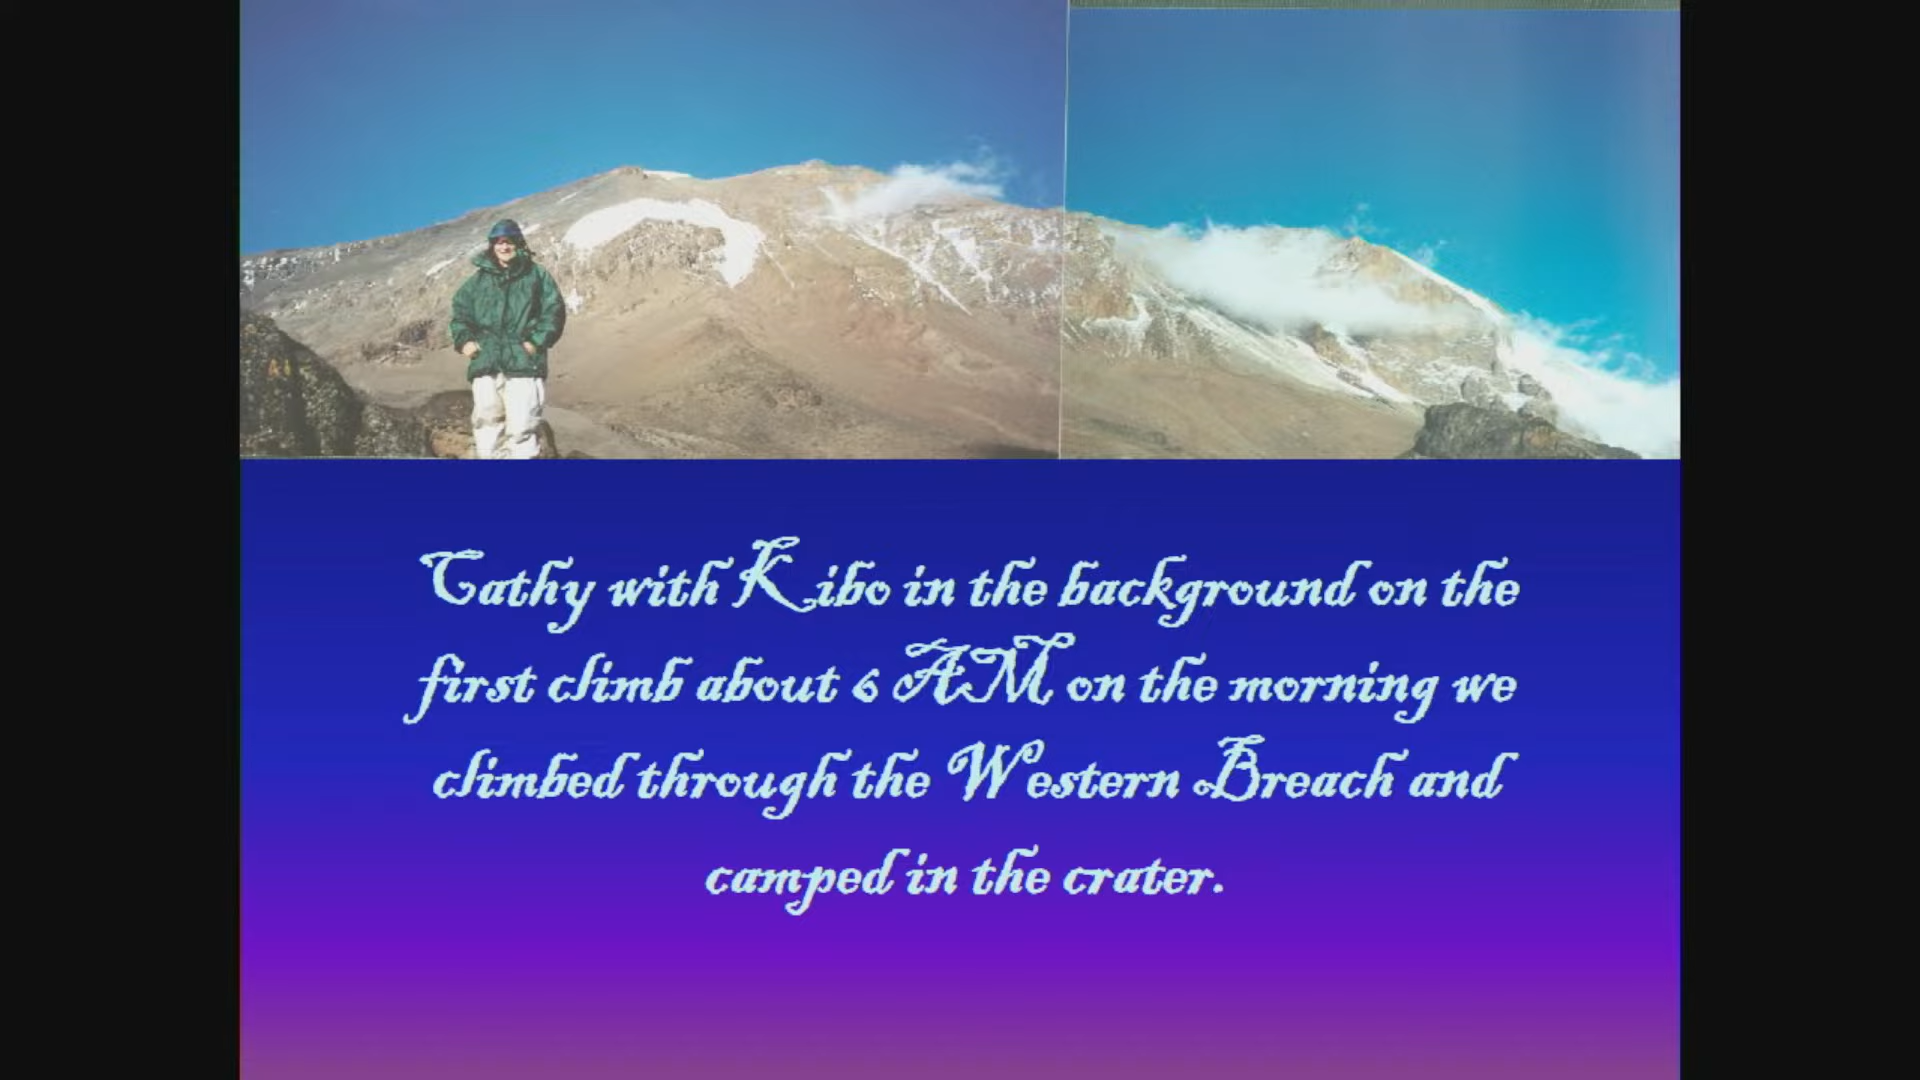 Cathy with Kibo in the background on the
first climb about 6 AM on the morning we
climbed through the Western Breach and
camped in the crater.